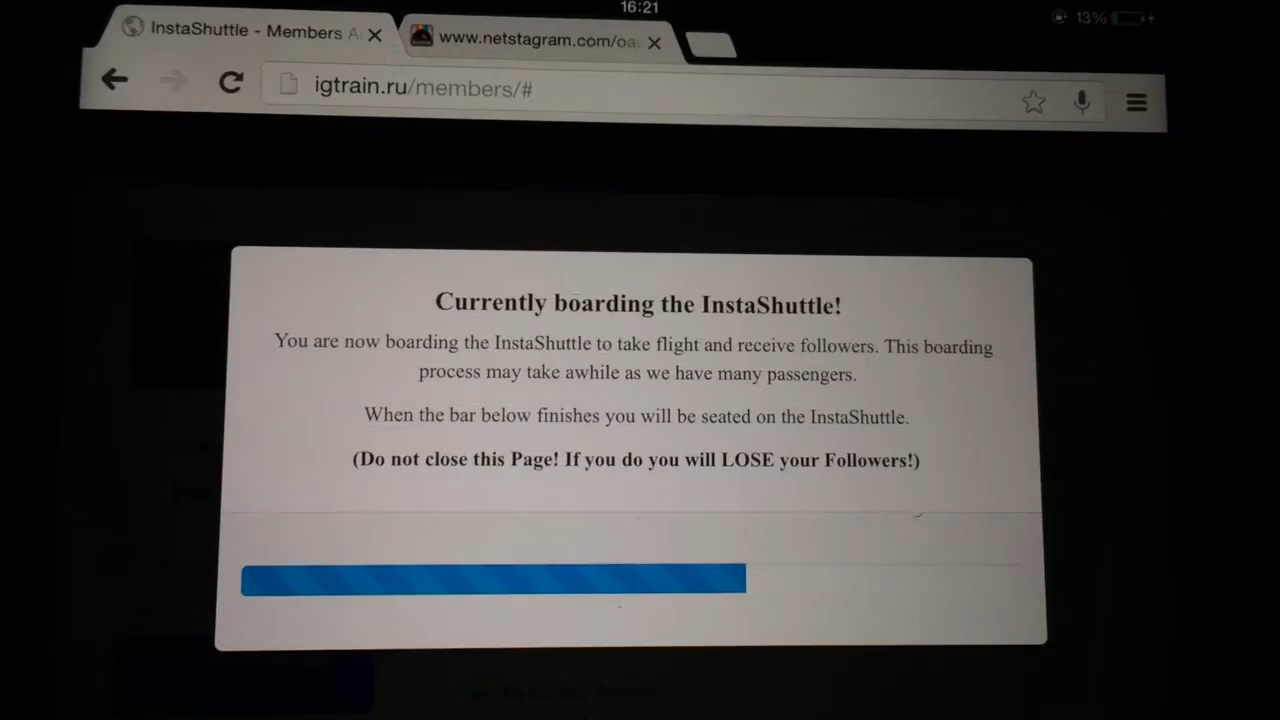 16:21
13%
InstaShuttle - Members A
www.netstagram.com/oau
igtrain.ru/members/#
Currently boarding the InstaShuttle!
You are now boarding the InstaShuttle to take flight and receive followers. This boarding
process may take awhile as we have many passengers.
When the bar below finishes you will be seated on the InstaShuttle.
(Do not close this Page! If you do you will LOSE your Followers!)